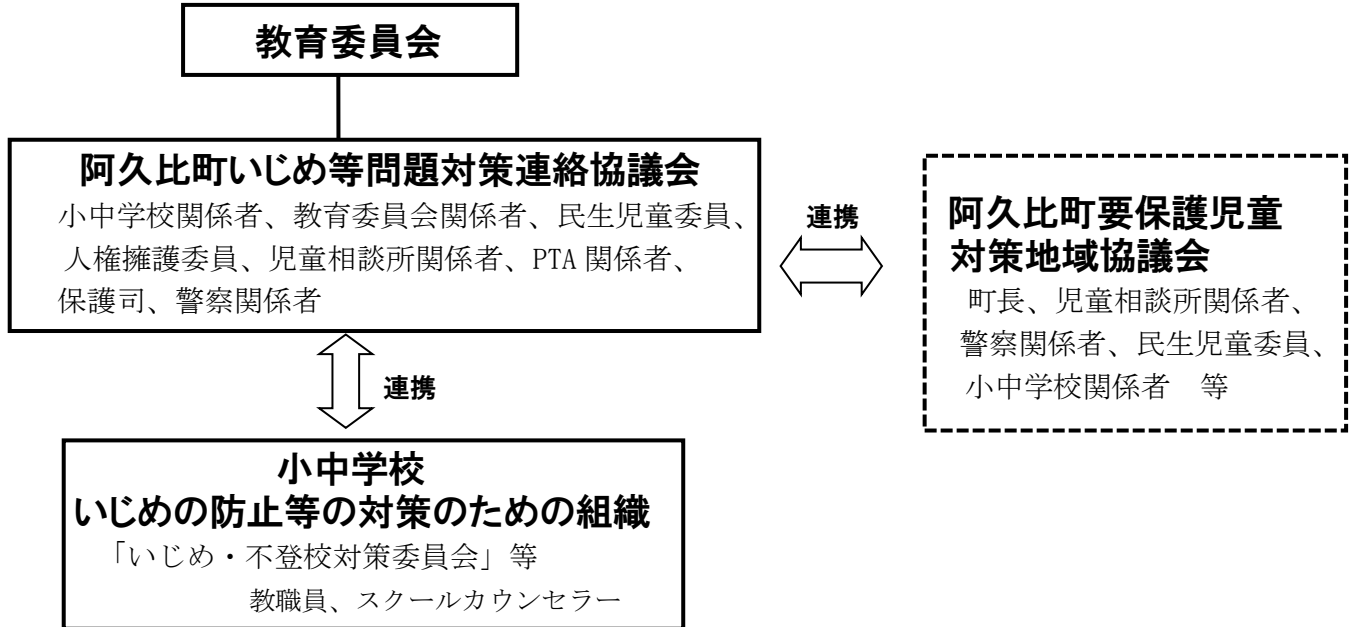 教育委員会
阿久比町いじめ等問題対策連絡協議会
小中学校関係者、教育委員会関係者、民生児童委員、
人権擁護委員、児童相談所関係者、PTA 関係者、
保護司、警察関係者
連携
阿久比町要保護児童
対策地域協議会
町長、児童相談所関係者、
警察関係者、民生児童委員、
小中学校関係者　等
連携
小中学校
いじめの防止等の対策のための組織
「いじめ・不登校対策委員会」等
教職員、スクールカウンセラー